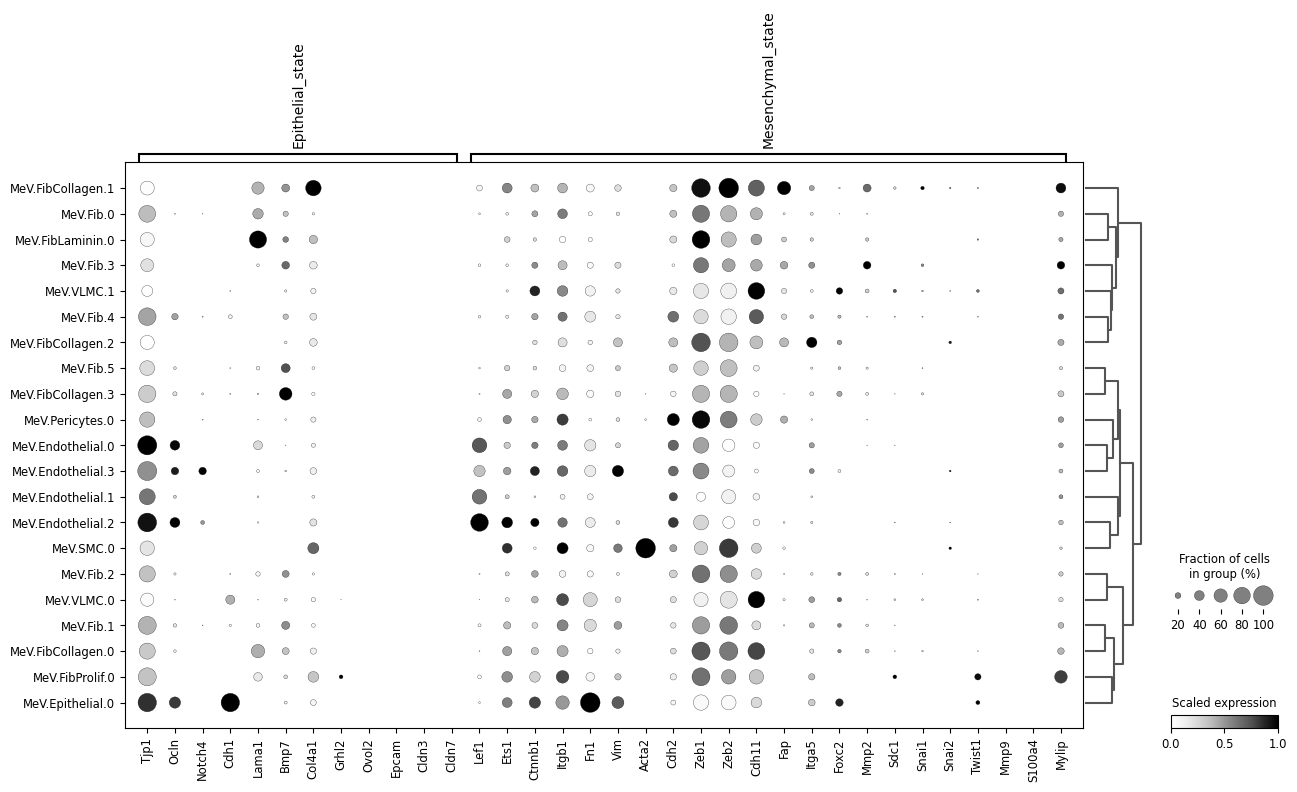 Epithelial_state
Mesenchymal_state
MeV.FibCollagen.1
MeV.Fib.0
MeV.FibLaminin.0
MeV.Fib.3
MeV.VLMC.1
MeV.Fib.4
MeV.FibCollagen.2
MeV.Fib.5
MeV.FibCollagen.3
MeV.Pericytes.0
MeV.Endothelial.0
MeV.Endothelial.3
MeV.Endothelial.1
MeV.Endothelial.2
MeV.SMC.0
MeV.Fib.2
MeV.VLMC.0
MeV.Fib.1
MeV.FibCollagen.0
MeV.FibProlif.0
MeV.Epithelial.0
Tjp1
Ocln
Notch4
Cdh1
Lama1
Bmp7
Col4a1
Grhl2
Ovol2
Epcam
Cldn3
Cldn7
Lef1
Ets1
Ctnnb1
Itgb1
Fn1
Vim
Acta2
Cdh2
Zeb1
Zeb2
Cdh11
Fap
Itga5
Foxc2
Mmp2
Sdc1
Snai1
Snai2
Twist1
Mmp9
S100a4
Mylip
Fraction of cells
in group (%)
20 40 60 80 100
Scaled expression
0.0 0.5 1.0